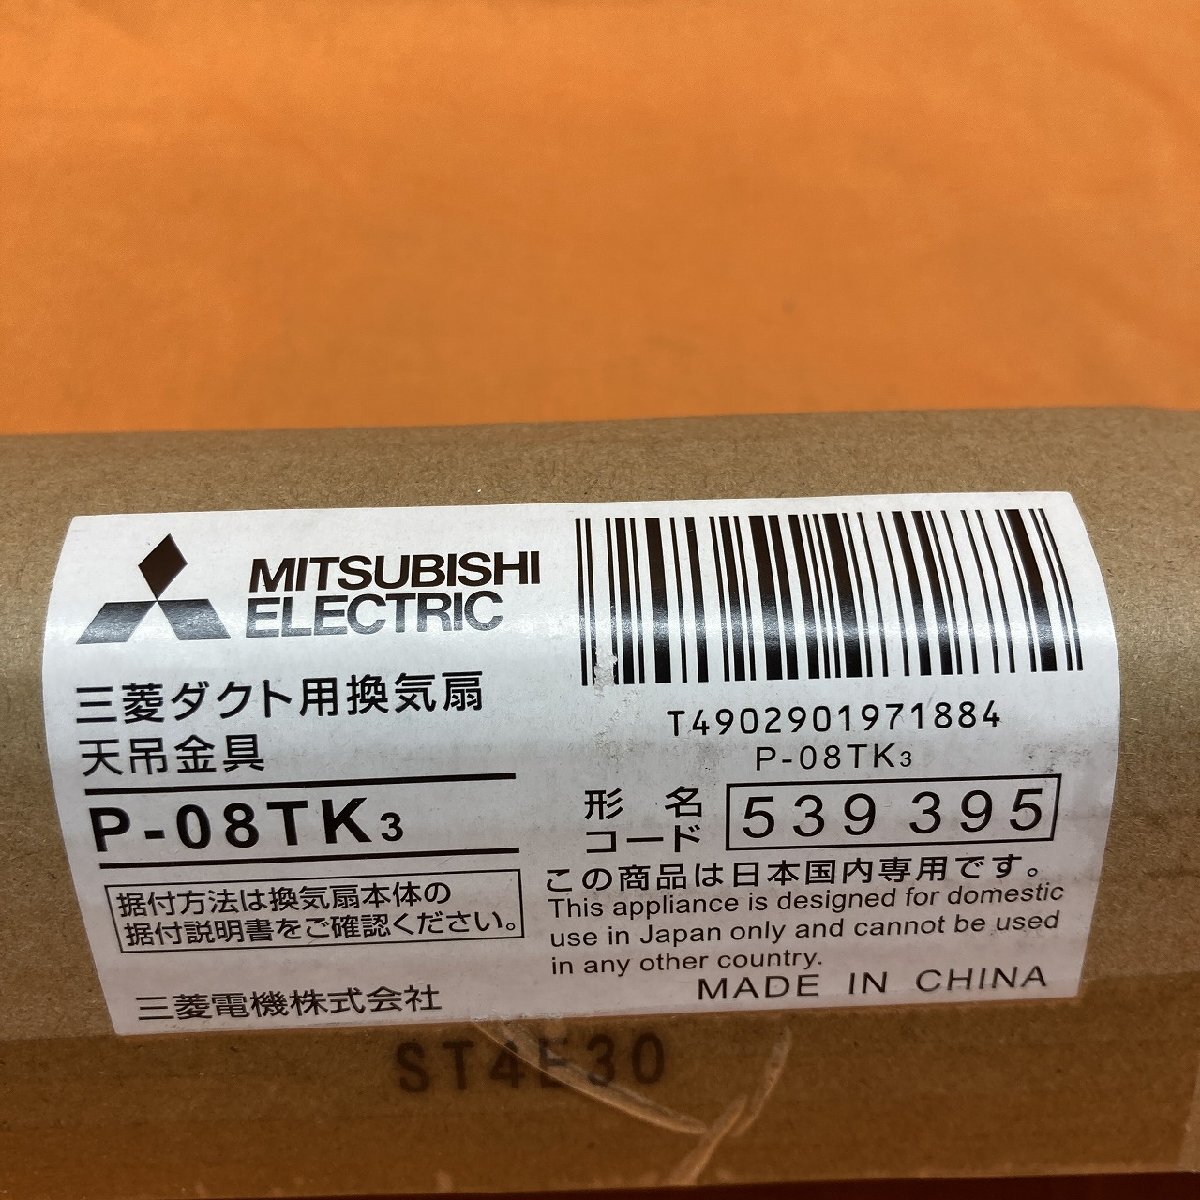 MITSUBISHI
ELECTRIC
三菱ダクト用換気扇
天吊金具
P-08TK3
据付方法は換気扇本体の
据付説明書をご確認ください。
三菱電機株式会社
T4902901971884
P-08TK3
形 名
コード
539 395
この商品は日本国内専用です。
This appliance is designed for domestic
use in Japan only and cannot be used
in any other country.
MADE IN CHINA
ST4E30